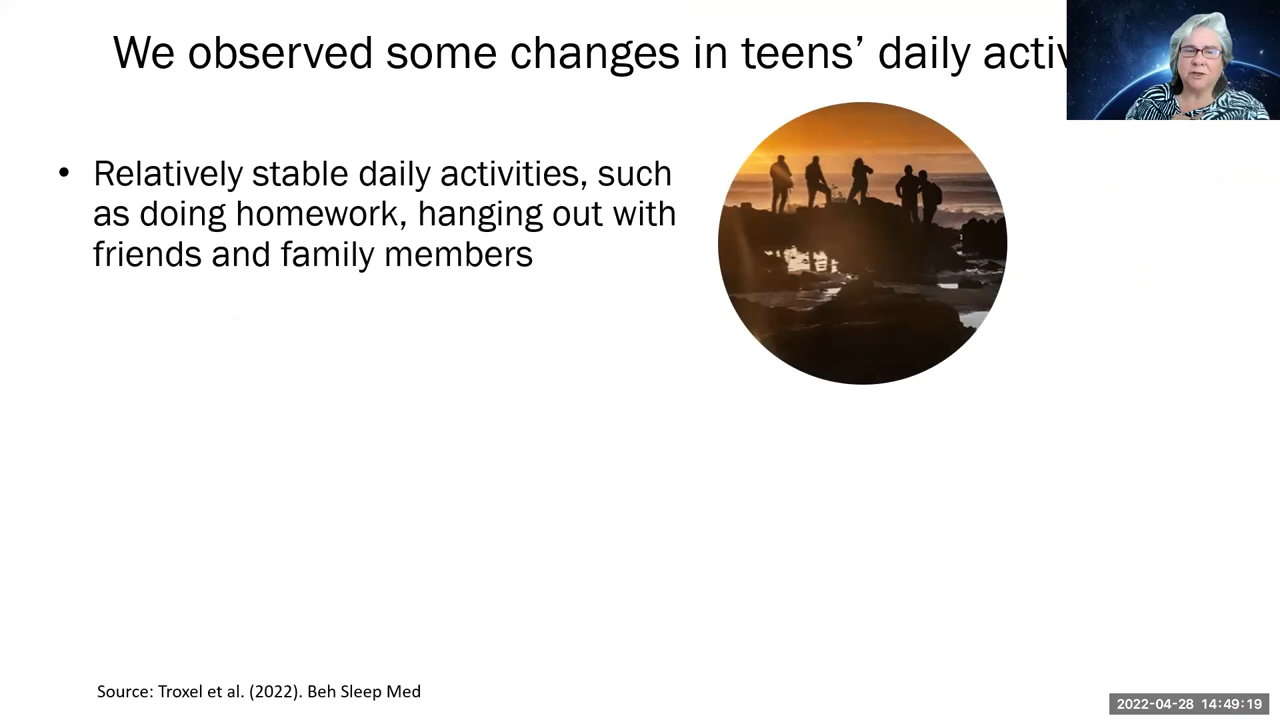 We observed some changes in teens’ daily
• Relatively stable daily activities, such
as doing homework, hanging out with
friends and family members
Source: Troxel et al. (2022). Beh Sleep Med
2022-04-28 14:49:19